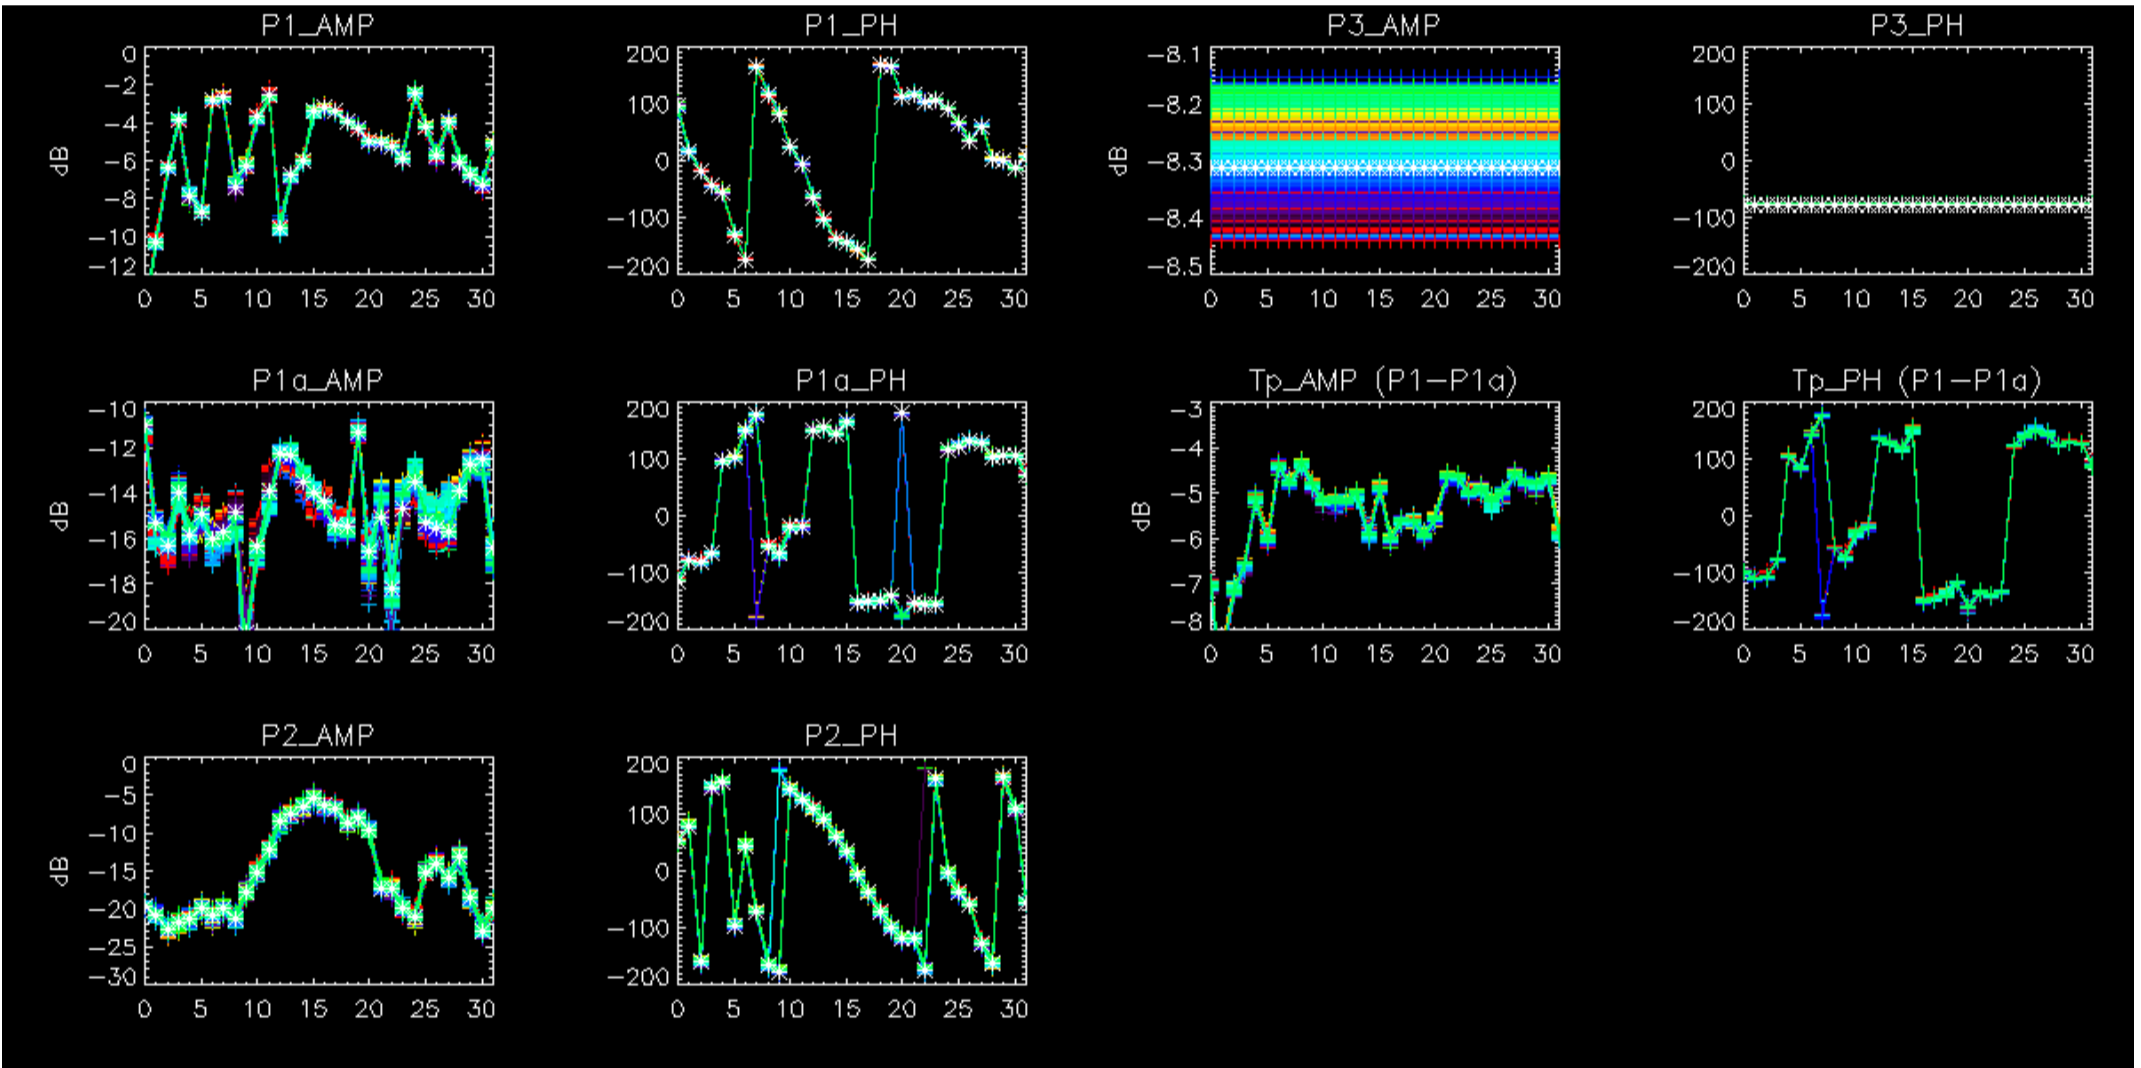 P1_AMP
P1_PH
P3_AMP
P3_PH
0
-2
-4
-6
-8
-10
-12
dB
0 5 10 15 20 25 30
200
100
0
-100
-200
0 5 10 15 20 25 30
-8.1
-8.2
-8.3
-8.4
-8.5
dB
0 5 10 15 20 25 30
200
100
0
-100
-200
0 5 10 15 20 25 30
P1a_AMP
P1a_PH
Tp_AMP (P1-P1a)
Tp_PH (P1-P1a)
-10
-12
-14
-16
-18
-20
dB
0 5 10 15 20 25 30
200
100
0
-100
-200
0 5 10 15 20 25 30
-3
-4
-5
-6
-7
-8
dB
0 5 10 15 20 25 30
200
100
0
-100
-200
0 5 10 15 20 25 30
P2_AMP
P2_PH
0
-5
-10
-15
-20
-25
-30
dB
0 5 10 15 20 25 30
200
100
0
-100
-200
0 5 10 15 20 25 30